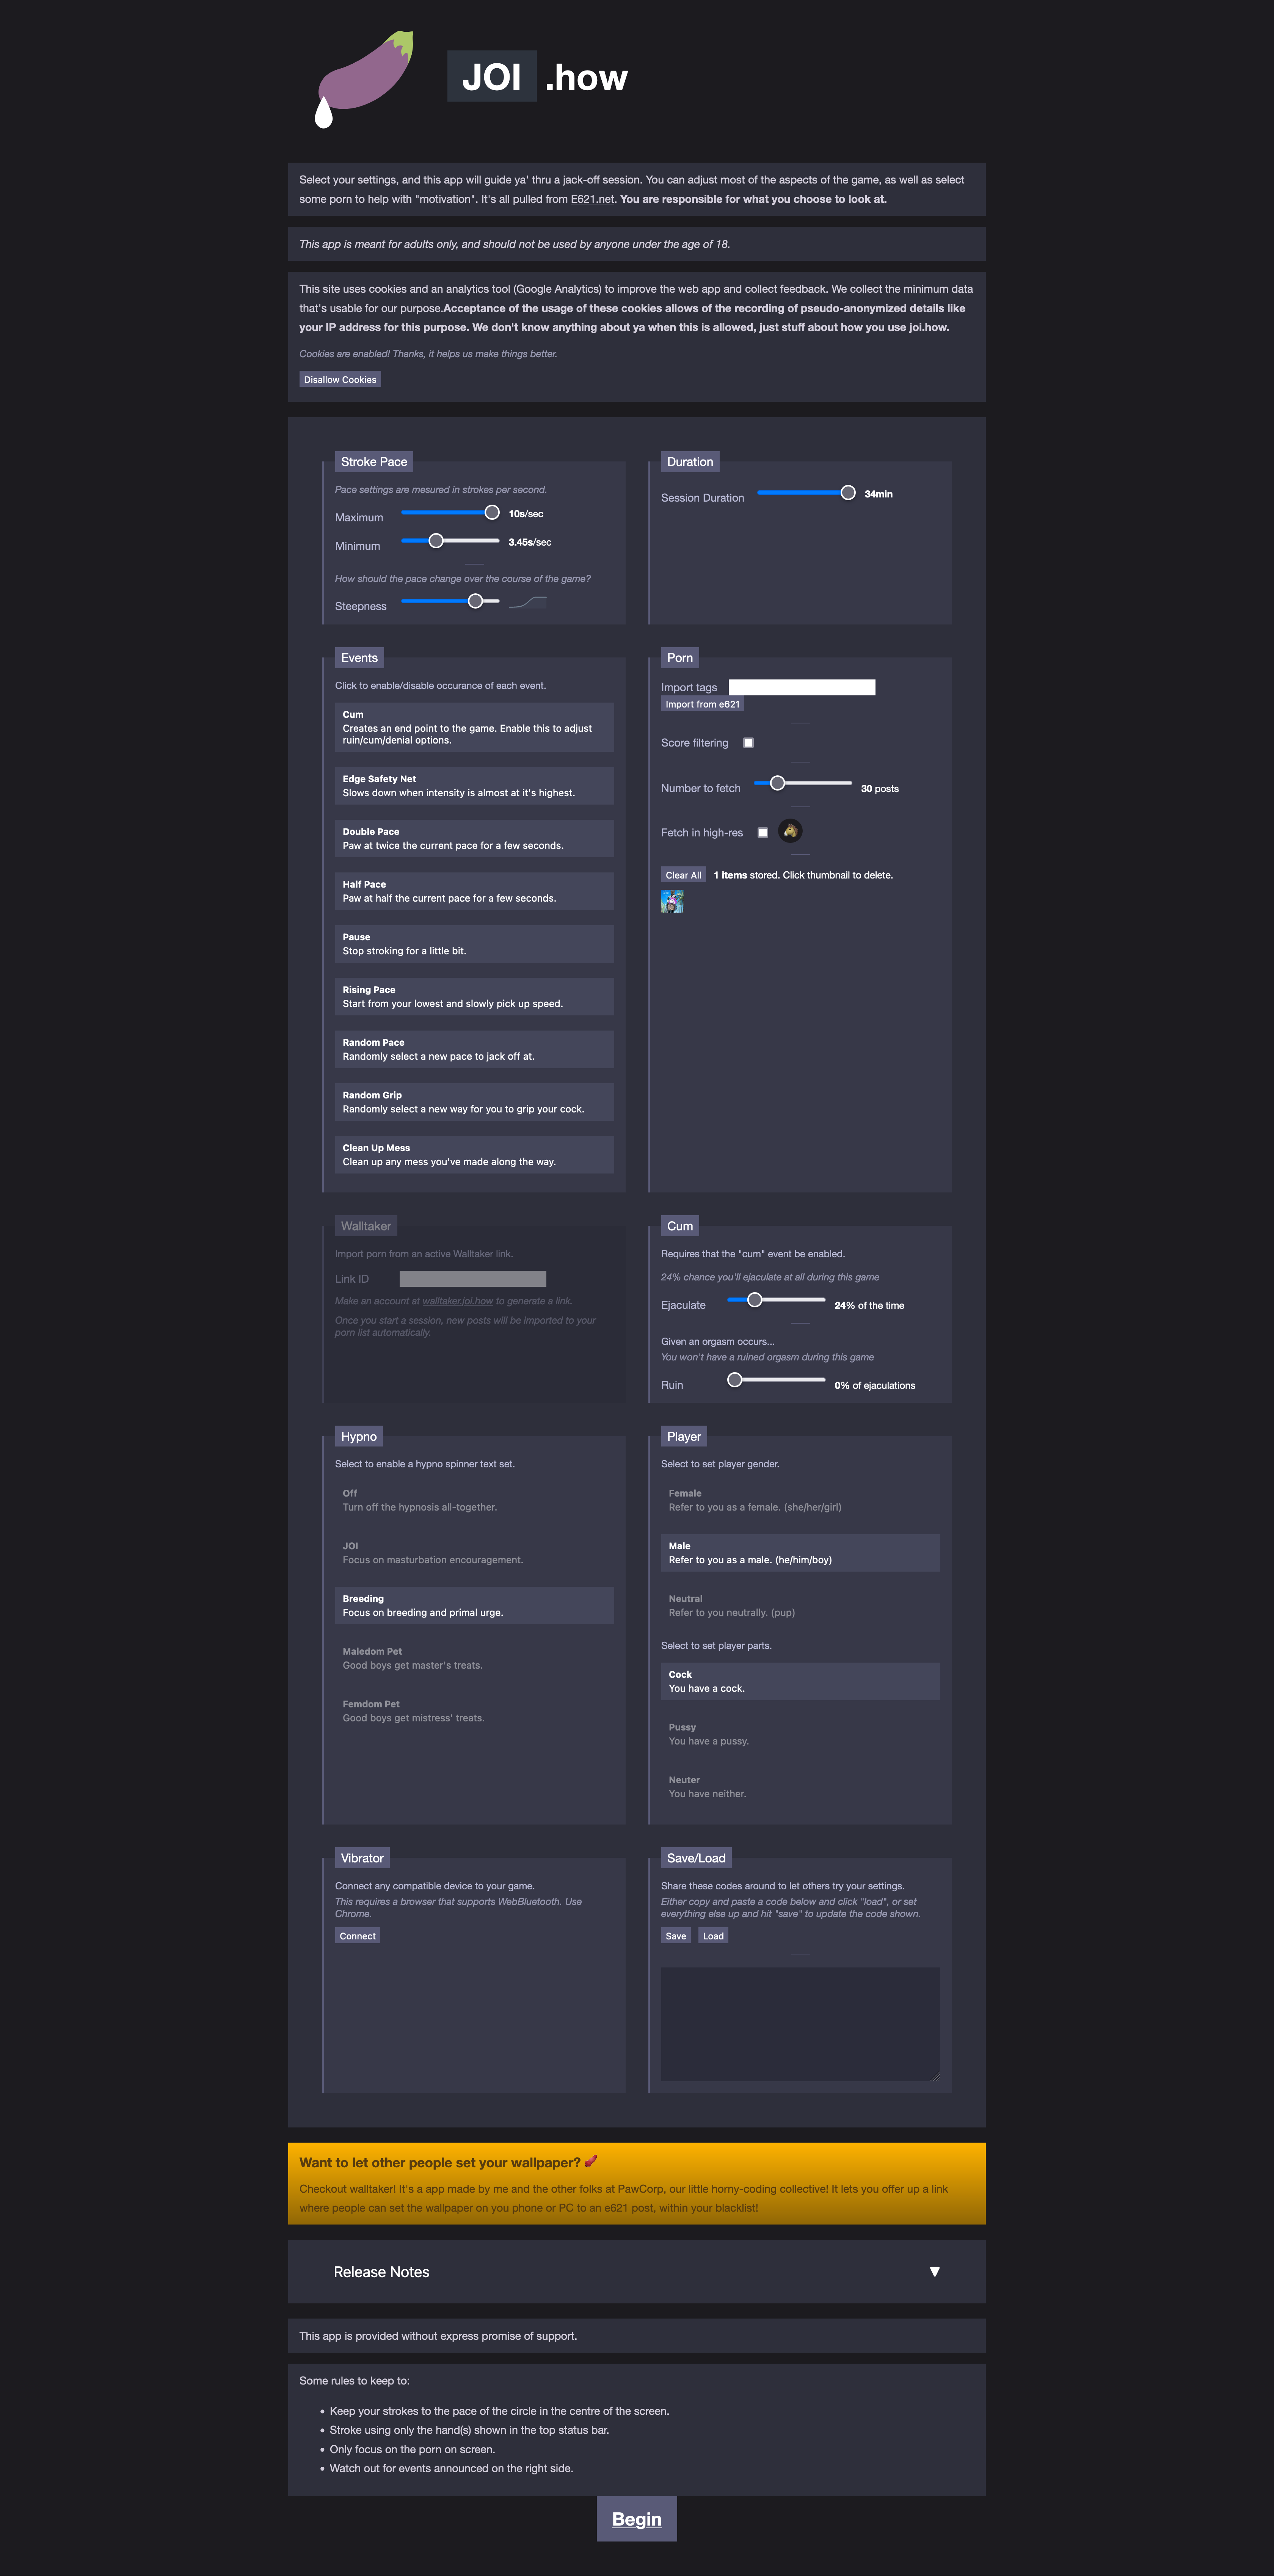 JOI .how
Select your settings, and this app will guide ya' thru a jack-off session. You can adjust most of the aspects of the game, as well as select
some porn to help with "motivation". It's all pulled from E621.net. You are responsible for what you choose to look at.
This app is meant for adults only, and should not be used by anyone under the age of 18.
This site uses cookies and an analytics tool (Google Analytics) to improve the web app and collect feedback. We collect the minimum data
that's usable for our purpose.Acceptance of the usage of these cookies allows of the recording of pseudo-anonymized details like
your IP address for this purpose. We don't know anything about ya when this is allowed, just stuff about how you use joi.how.
Cookies are enabled! Thanks, it helps us make things better.
Disallow Cookies
Stroke Pace
Pace settings are mesured in strokes per second.
Maximum 10s/sec
Minimum 3.45s/sec
How should the pace change over the course of the game?
Steepness
Duration
Session Duration 34min
Events
Click to enable/disable occurance of each event.
Cum
Creates an end point to the game. Enable this to adjust
ruin/cum/denial options.
Edge Safety Net
Slows down when intensity is almost at it's highest.
Double Pace
Paw at twice the current pace for a few seconds.
Half Pace
Paw at half the current pace for a few seconds.
Pause
Stop stroking for a little bit.
Rising Pace
Start from your lowest and slowly pick up speed.
Random Pace
Randomly select a new pace to jack off at.
Random Grip
Randomly select a new way for you to grip your cock.
Clean Up Mess
Clean up any mess you've made along the way.
Porn
Import tags
Import from e621
Score filtering
Number to fetch 30 posts
Fetch in high-res
Clear All 1 items stored. Click thumbnail to delete.
Walltaker
Import porn from an active Walltaker link.
Link ID
Make an account at walltaker.joi.how to generate a link.
Once you start a session, new posts will be imported to your
porn list automatically.
Cum
Requires that the "cum" event be enabled.
24% chance you'll ejaculate at all during this game
Ejaculate 24% of the time
Given an orgasm occurs...
You won't have a ruined orgasm during this game
Ruin 0% of ejaculations
Hypno
Select to enable a hypno spinner text set.
Off
Turn off the hypnosis all-together.
JOI
Focus on masturbation encouragement.
Breeding
Focus on breeding and primal urge.
Maledom Pet
Good boys get master's treats.
Femdom Pet
Good boys get mistress' treats.
Player
Select to set player gender.
Female
Refer to you as a female. (she/her/girl)
Male
Refer to you as a male. (he/him/boy)
Neutral
Refer to you neutrally. (pup)
Select to set player parts.
Cock
You have a cock.
Pussy
You have a pussy.
Neuter
You have neither.
Vibrator
Connect any compatible device to your game.
This requires a browser that supports WebBluetooth. Use
Chrome.
Connect
Save/Load
Share these codes around to let others try your settings.
Either copy and paste a code below and click "load", or set
everything else up and hit "save" to update the code shown.
Save Load
Want to let other people set your wallpaper?
Checkout walltaker! It's a app made by me and the other folks at PawCorp, our little horny-coding collective! It lets you offer up a link
where people can set the wallpaper on you phone or PC to an e621 post, within your blacklist!
Release Notes ▼
This app is provided without express promise of support.
Some rules to keep to:
• Keep your strokes to the pace of the circle in the centre of the screen.
• Stroke using only the hand(s) shown in the top status bar.
• Only focus on the porn on screen.
• Watch out for events announced on the right side.
Begin